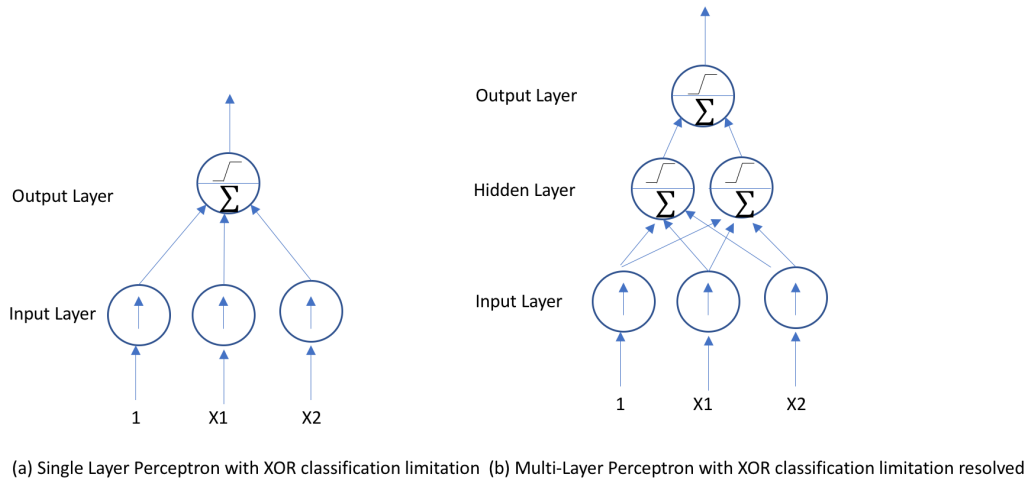 Output Layer
Σ
Input Layer
1 X1 X2
(a) Single Layer Perceptron with XOR classification limitation
Output Layer
Σ
Hidden Layer
Σ Σ
Input Layer
1 X1 X2
(b) Multi-Layer Perceptron with XOR classification limitation resolved